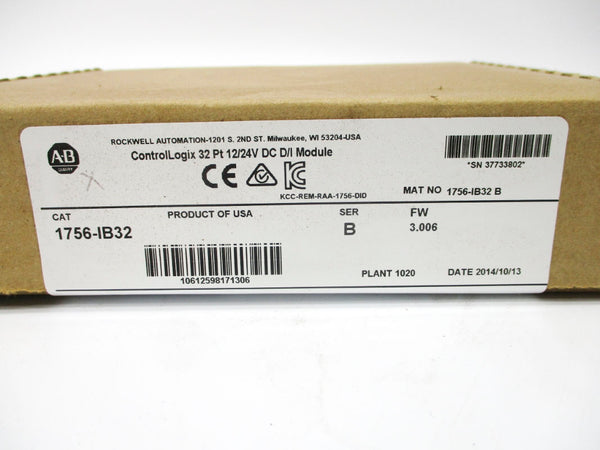 ROCKWELL AUTOMATION-1201 S. 2ND ST. Milwaukee, WI 53204-USA
A-B
QUALITY
ControlLogix 32 Pt 12/24V DC D/I Module
*SN 37733802*
CE
KCC-REM-RAA-1756-DID
MAT NO 1756-IB32 B
CAT
PRODUCT OF USA
SER
FW
1756-IB32
B
3.006
10612598171306
PLANT 1020
DATE 2014/10/13